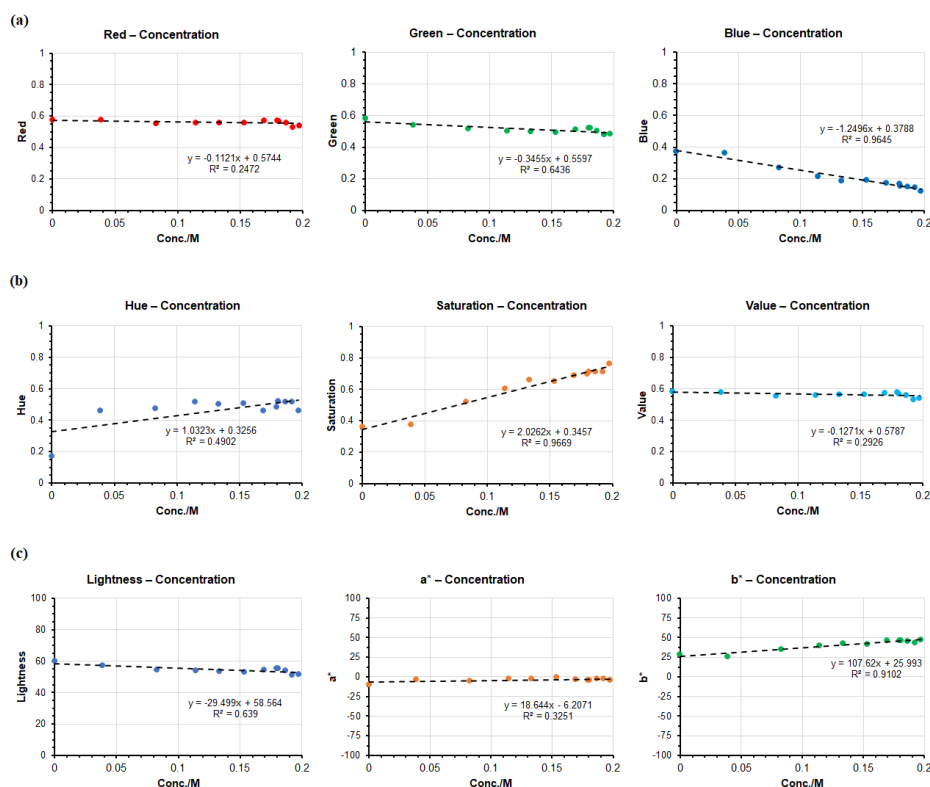 (a)
Red – Concentration
1
0.8
0.6
0.4
0.2
0
Red
y = -0.1121x + 0.5744
R² = 0.2472
0
0.05
0.1
0.15
0.2
Conc./M
Green – Concentration
1
0.8
0.6
0.4
0.2
0
Green
y = -0.3455x + 0.5597
R² = 0.6436
0
0.05
0.1
0.15
0.2
Conc./M
Blue – Concentration
1
0.8
0.6
0.4
0.2
0
Blue
y = -1.2496x + 0.3788
R² = 0.9645
0
0.05
0.1
0.15
0.2
Conc./M
(b)
Hue – Concentration
1
0.8
0.6
0.4
0.2
0
Hue
y = 1.0323x + 0.3256
R² = 0.4902
0
0.05
0.1
0.15
0.2
Conc./M
Saturation – Concentration
1
0.8
0.6
0.4
0.2
0
Saturation
y = 2.0262x + 0.3457
R² = 0.9669
0
0.05
0.1
0.15
0.2
Conc./M
Value – Concentration
1
0.8
0.6
0.4
0.2
0
Value
y = -0.1271x + 0.5787
R² = 0.2926
0
0.05
0.1
0.15
0.2
Conc./M
(c)
Lightness – Concentration
100
80
60
40
20
0
Lightness
y = -29.499x + 58.564
R² = 0.639
0
0.05
0.1
0.15
0.2
Conc./M
a* – Concentration
100
75
50
25
0
-25
-50
-75
-100
a*
y = 18.644x - 6.2071
R² = 0.3251
0
0.05
0.1
0.15
0.2
Conc./M
b* – Concentration
100
75
50
25
0
-25
-50
-75
-100
b*
y = 107.62x + 25.993
R² = 0.9102
0
0.05
0.1
0.15
0.2
Conc./M